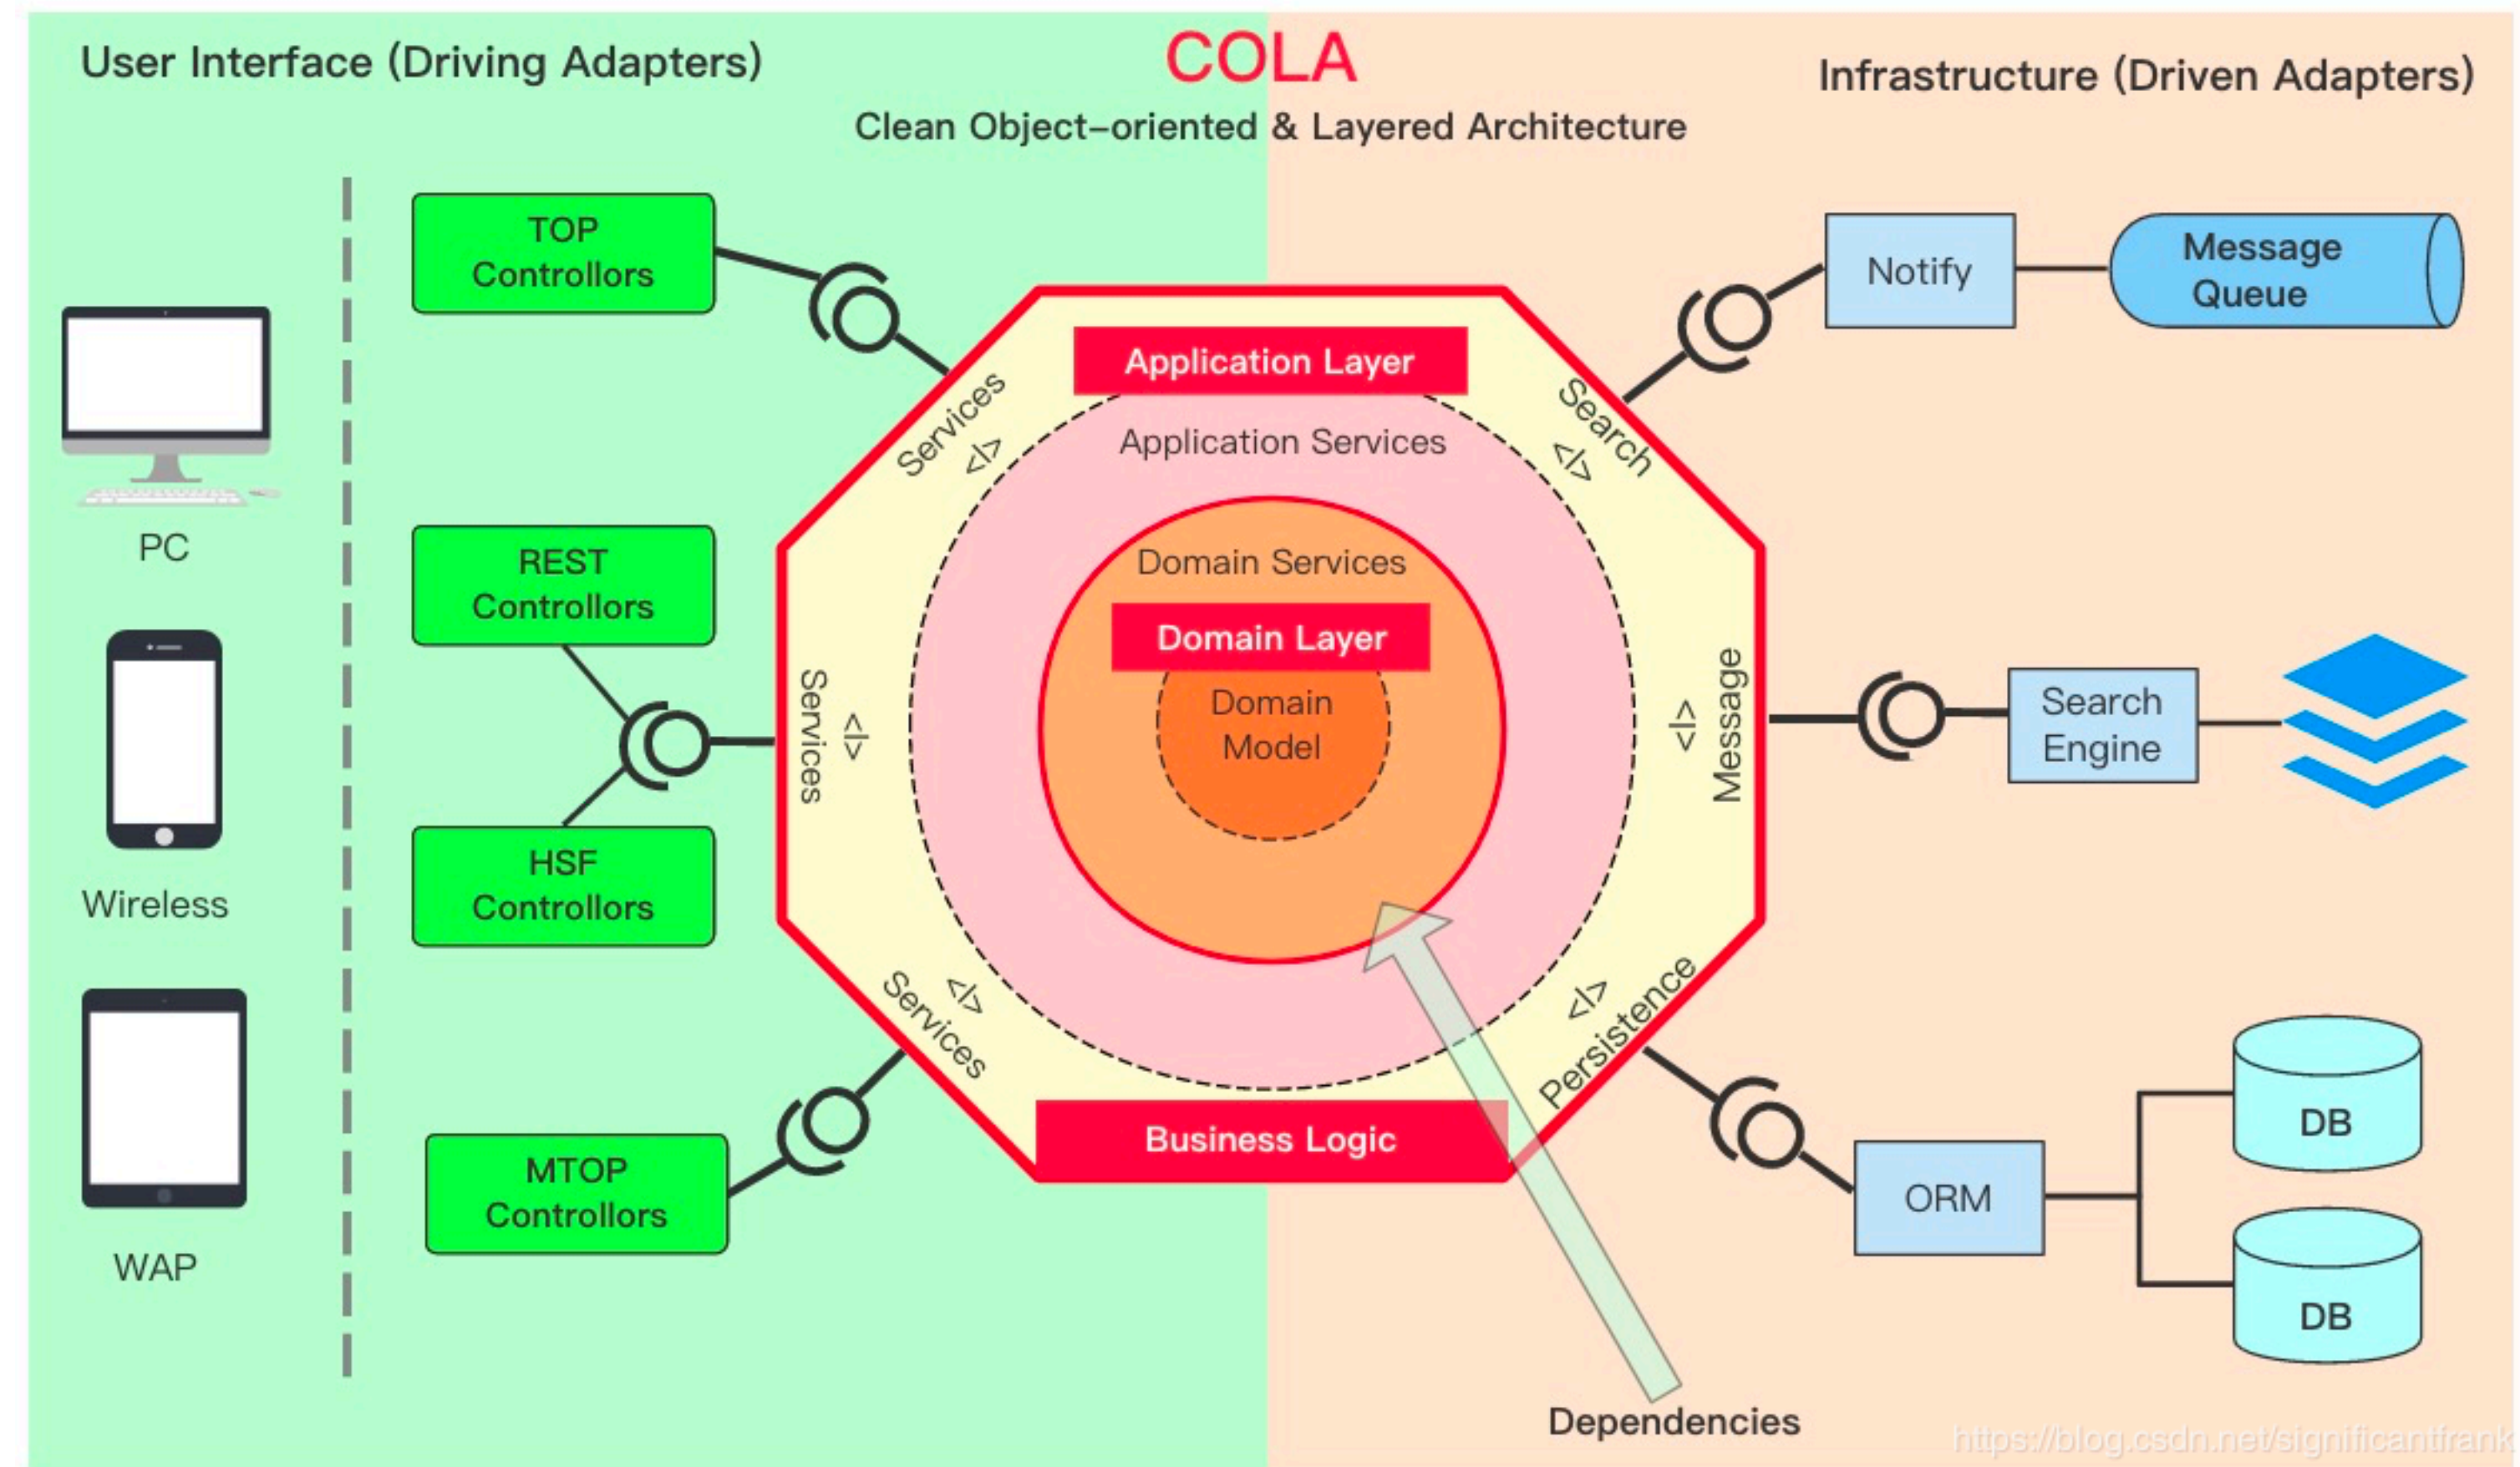 COLA
Clean Object-oriented & Layered Architecture
User Interface (Driving Adapters)
Infrastructure (Driven Adapters)
PC
Wireless
WAP
TOP
Controllors
REST
Controllors
HSF
Controllors
MTOP
Controllors
Services
</>
Services
</>
Services
</>
Application Layer
Application Services
Domain Services
Domain Layer
Domain
Model
Business Logic
Search
</>
Message
</>
Persistence
</>
Notify
Message
Queue
Search
Engine
ORM
DB
DB
Dependencies
https://blog.csdn.net/significantfrank